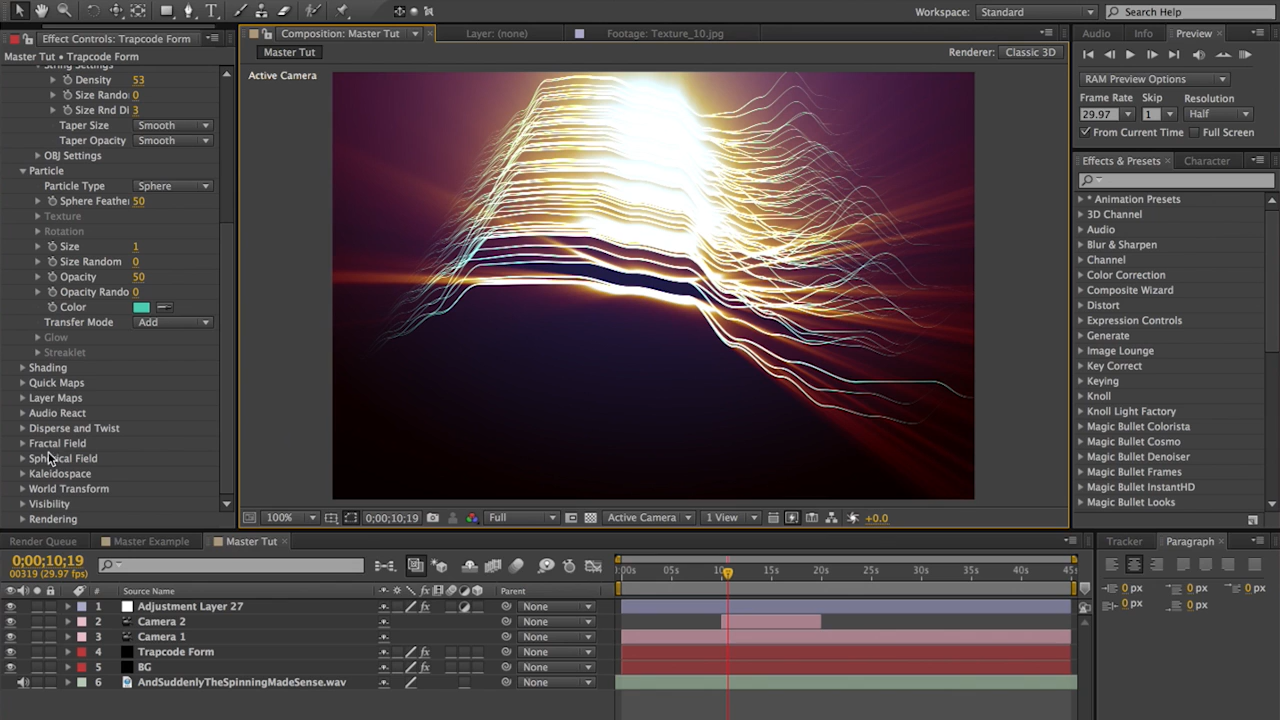 Workspace: Standard Search Help
Effect Controls: Trapcode Form
Composition: Master Tut Layer: (none) Footage: Texture_10.jpg
Audio Info Preview
Master Tut • Trapcode Form
Master Tut
Renderer: Classic 3D
String Settings
Density 53
Size Rando 0
Size Rnd Di 3
Taper Size Smooth
Taper Opacity Smooth
OBJ Settings
Particle
Particle Type Sphere
Sphere Feather 50
Texture
Rotation
Size 1
Size Random 0
Opacity 50
Opacity Rando 0
Color
Transfer Mode Add
Glow
Streaklet
Shading
Quick Maps
Layer Maps
Audio React
Disperse and Twist
Fractal Field
Spherical Field
Kaleidospace
World Transform
Visibility
Rendering
Active Camera
100% 0;00;10;19 Full Active Camera 1 View +0.0
RAM Preview Options
Frame Rate Skip Resolution
29.97 1 Half
From Current Time Full Screen
Effects & Presets Character
* Animation Presets
3D Channel
Audio
Blur & Sharpen
Channel
Color Correction
Composite Wizard
Distort
Expression Controls
Generate
Image Lounge
Key Correct
Keying
Knoll
Knoll Light Factory
Magic Bullet Colorista
Magic Bullet Cosmo
Magic Bullet Denoiser
Magic Bullet Frames
Magic Bullet InstantHD
Magic Bullet Looks
Render Queue Master Example Master Tut
0;00;10;19
00319 (29.97 fps)
:00s 05s 10s 15s 20s 25s 30s 35s 40s 45s
# Source Name Parent
1 Adjustment Layer 27 None
2 Camera 2 None
3 Camera 1 None
4 Trapcode Form fx None
5 BG fx None
6 AndSuddenlyTheSpinningMadeSense.wav None
Tracker Paragraph
0 px 0 px 0 px
0 px 0 px